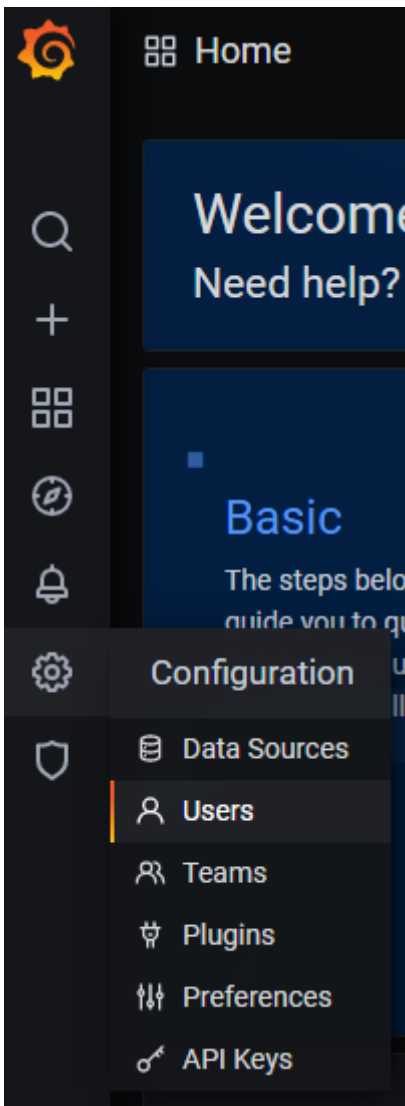 Home
Welcome
Need help?
Basic
The steps belo
guide you to qu
Configuration
Data Sources
Users
Teams
Plugins
Preferences
API Keys